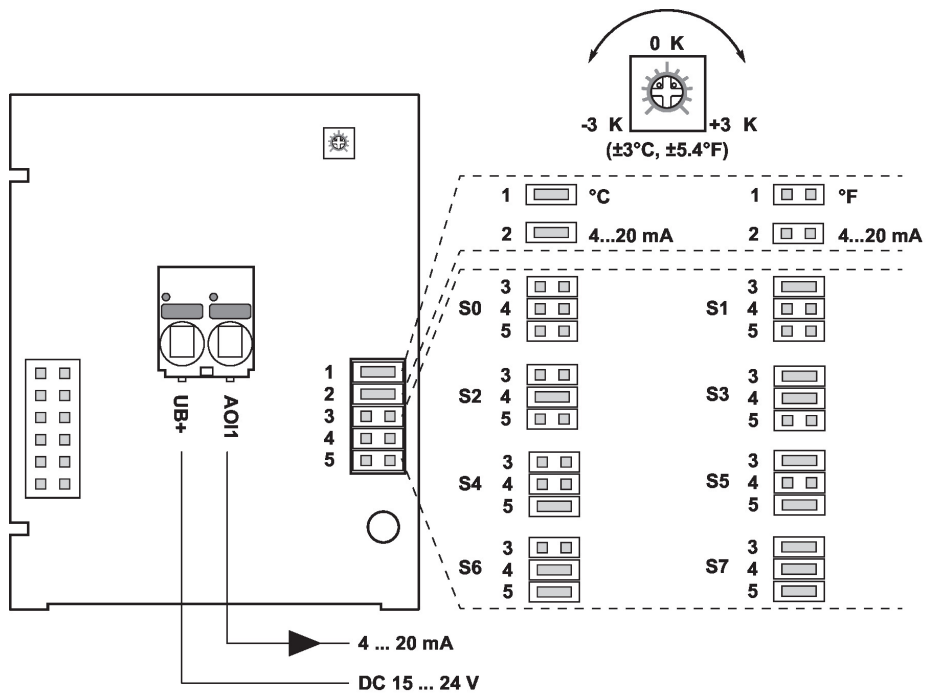 0 K
-3 K
+3 K
(±3°C, ±5.4°F)
1 °C
1 °F
2 4...20 mA
2 4...20 mA
S0 3 4 5
S1 3 4 5
S2 3 4 5
S3 3 4 5
S4 3 4 5
S5 3 4 5
S6 3 4 5
S7 3 4 5
1
2
3
4
5
UB+
AOI1
4 ... 20 mA
DC 15 ... 24 V